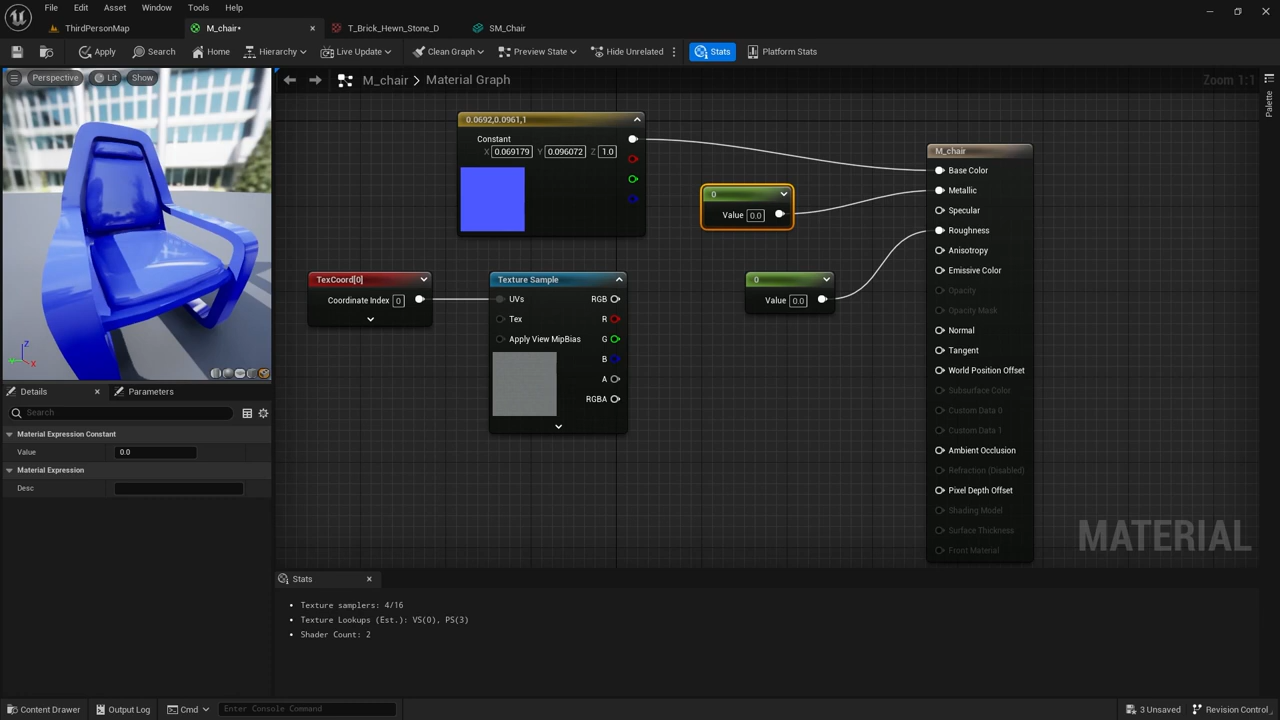 File Edit Asset Window Tools Help
ThirdPersonMap M_chair• T_Brick_Hewn_Stone_D SM_Chair
Apply Search Home Hierarchy Live Update Clean Graph Preview State Hide Unrelated Stats Platform Stats
Perspective Lit Show
M_chair > Material Graph Zoom 1:1
Palette
0.0692,0.0961,1
Constant
X 0.069179 Y 0.096072 Z 1.0
0
Value 0.0
TexCoord[0]
Coordinate Index 0
Texture Sample
UVs RGB
Tex R
Apply View MipBias G
B
A
RGBA
0
Value 0.0
M_chair
Base Color
Metallic
Specular
Roughness
Anisotropy
Emissive Color
Opacity
Opacity Mask
Normal
Tangent
World Position Offset
Subsurface Color
Custom Data 0
Custom Data 1
Ambient Occlusion
Refraction (Disabled)
Pixel Depth Offset
Shading Model
Surface Thickness
Front Material
MATERIAL
Z
X
Details Parameters
Search
Material Expression Constant
Value 0.0
Material Expression
Desc
Stats
• Texture samplers: 4/16
• Texture Lookups (Est.): VS(0), PS(3)
• Shader Count: 2
Content Drawer Output Log Cmd Enter Console Command 3 Unsaved Revision Control